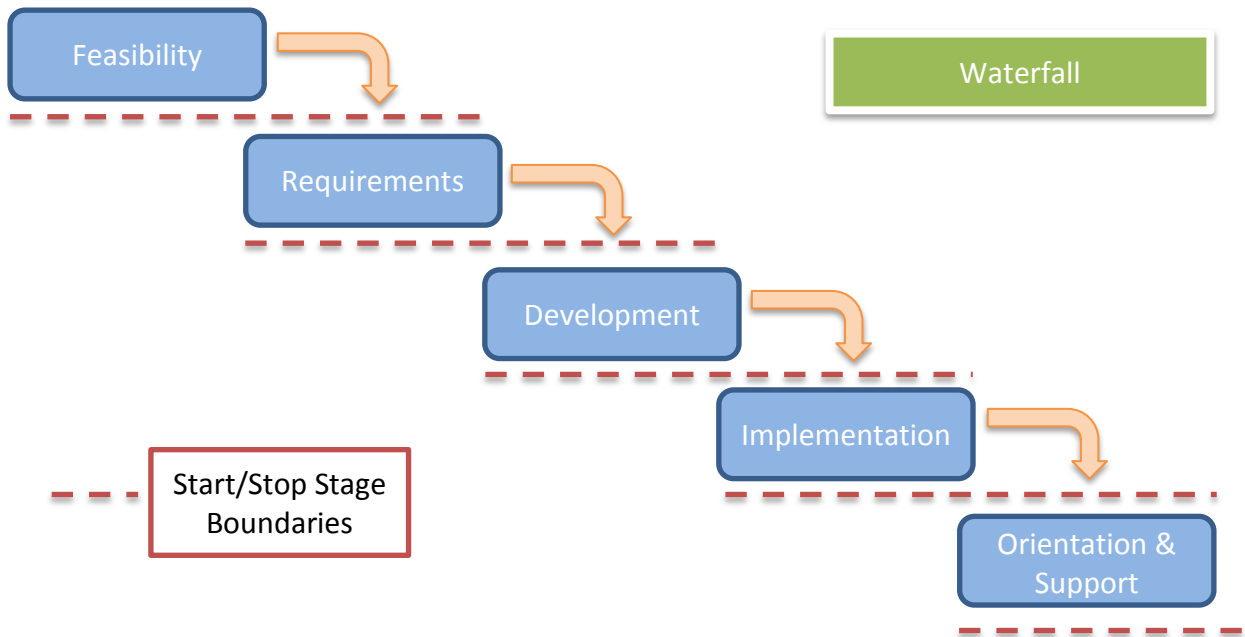 Feasibility
Waterfall
Requirements
Development
Implementation
Start/Stop Stage
Boundaries
Orientation &
Support